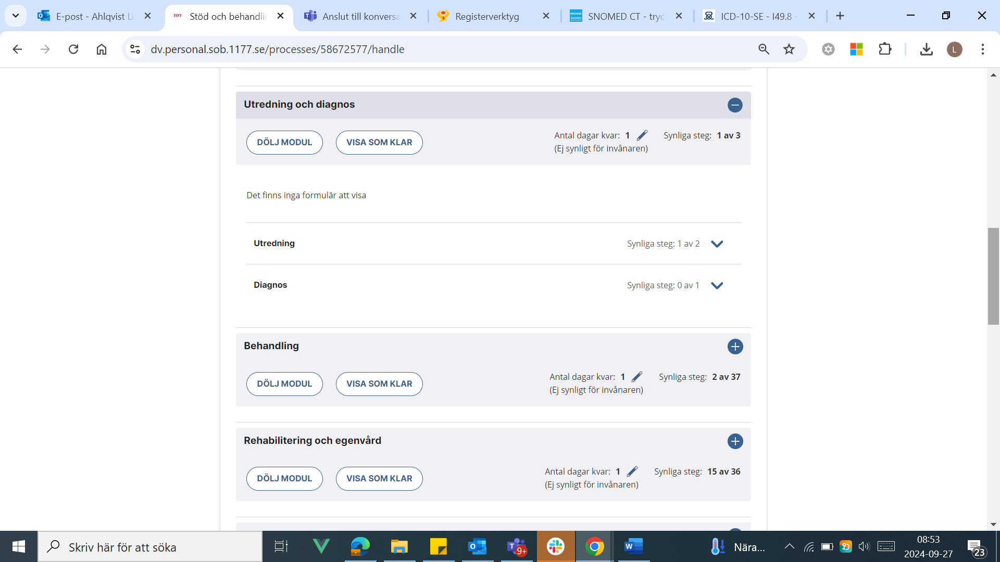 E-post - Ahlqvist Li
1177 Stöd och behandlin
Anslut till konversa
Registerverktyg
SNOMED CT - tryc
ICD-10-SE - I49.8 -
dv.personal.sob.1177.se/processes/58672577/handle
L
Utredning och diagnos
DÖLJ MODUL
VISA SOM KLAR
Antal dagar kvar: 1
(Ej synligt för invånaren)
Synliga steg: 1 av 3
Det finns inga formulär att visa
Utredning
Synliga steg: 1 av 2
Diagnos
Synliga steg: 0 av 1
Behandling
DÖLJ MODUL
VISA SOM KLAR
Antal dagar kvar: 1
(Ej synligt för invånaren)
Synliga steg: 2 av 37
Rehabilitering och egenvård
DÖLJ MODUL
VISA SOM KLAR
Antal dagar kvar: 1
(Ej synligt för invånaren)
Synliga steg: 15 av 36
Skriv här för att söka
9+
Nära...
08:53
2024-09-27
23